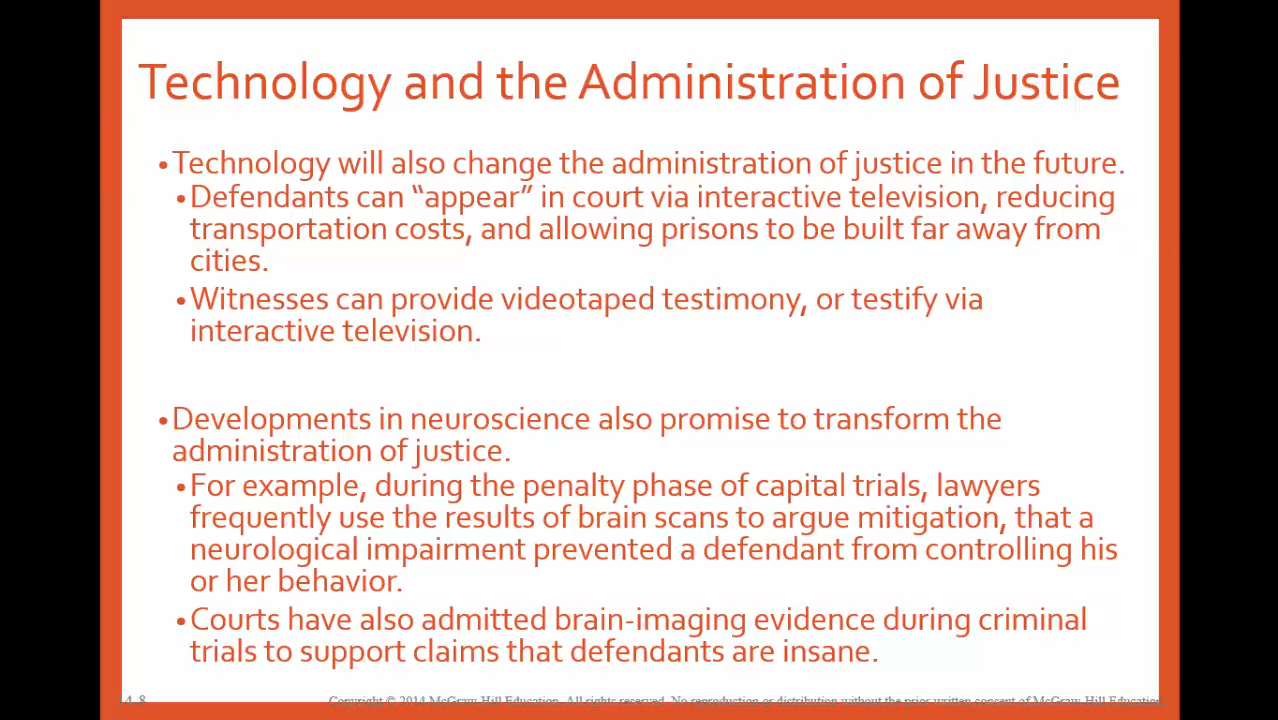 Technology and the Administration of Justice
•Technology will also change the administration of justice in the future.
•Defendants can “appear” in court via interactive television, reducing
transportation costs, and allowing prisons to be built far away from
cities.
•Witnesses can provide videotaped testimony, or testify via
interactive television.
•Developments in neuroscience also promise to transform the
administration of justice.
•For example, during the penalty phase of capital trials, lawyers
frequently use the results of brain scans to argue mitigation, that a
neurological impairment prevented a defendant from controlling his
or her behavior.
•Courts have also admitted brain-imaging evidence during criminal
trials to support claims that defendants are insane.
Copyright © 2014 McGraw-Hill Education. All rights reserved. No reproduction or distribution without the prior written consent of McGraw-Hill Education.